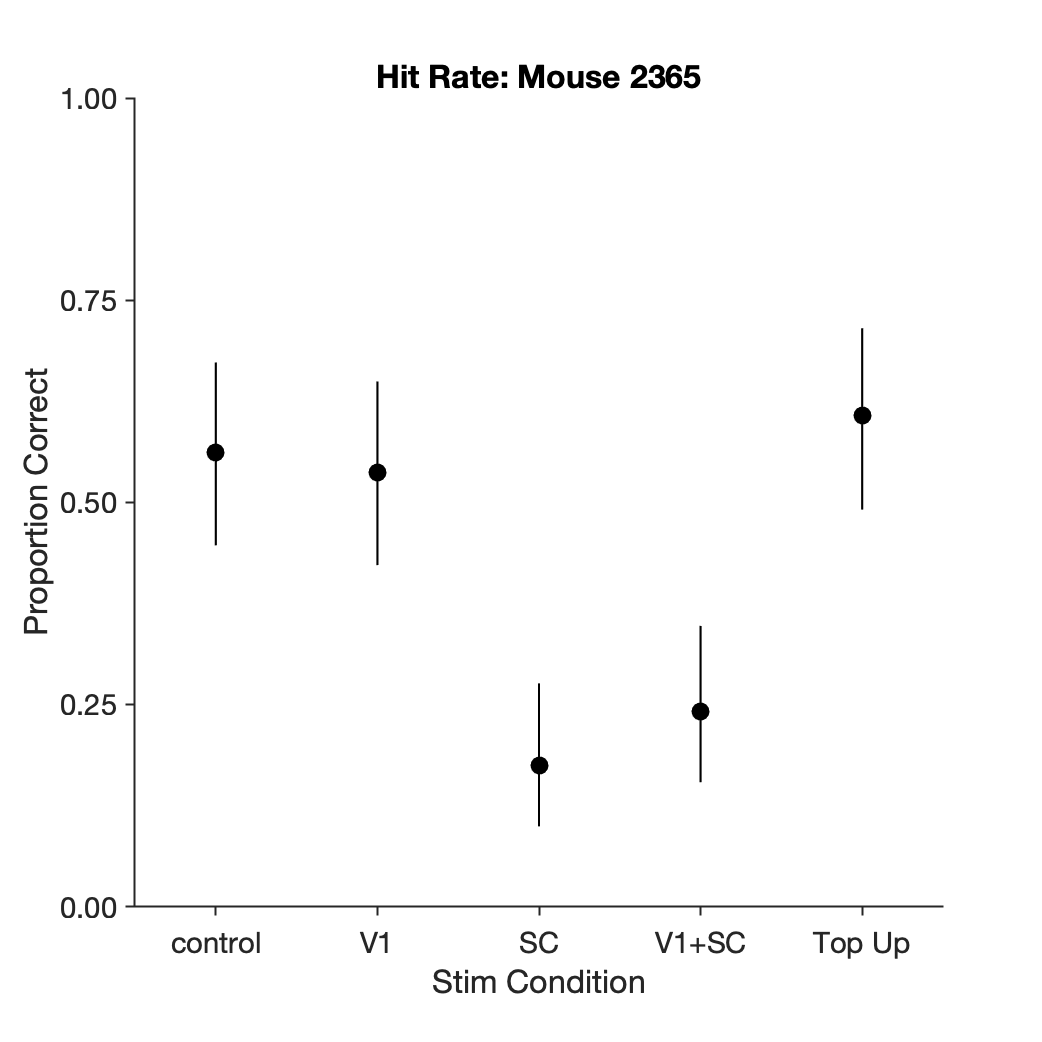 Hit Rate: Mouse 2365
1.00
0.75
0.50
0.25
0.00
Proportion Correct
control V1 SC V1+SC Top Up
Stim Condition